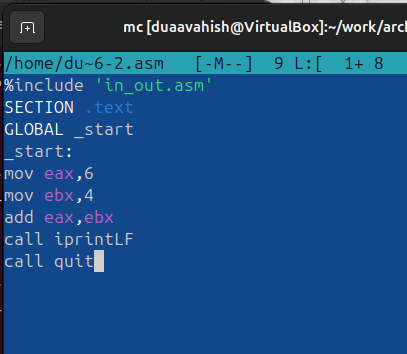 mc [duaavahish@VirtualBox]:~/work/arc
/home/du~6-2.asm   [-M--]  9 L:[  1+ 8
%include 'in_out.asm'
SECTION .text
GLOBAL _start
_start:
mov eax,6
mov ebx,4
add eax,ebx
call iprintLF
call quit